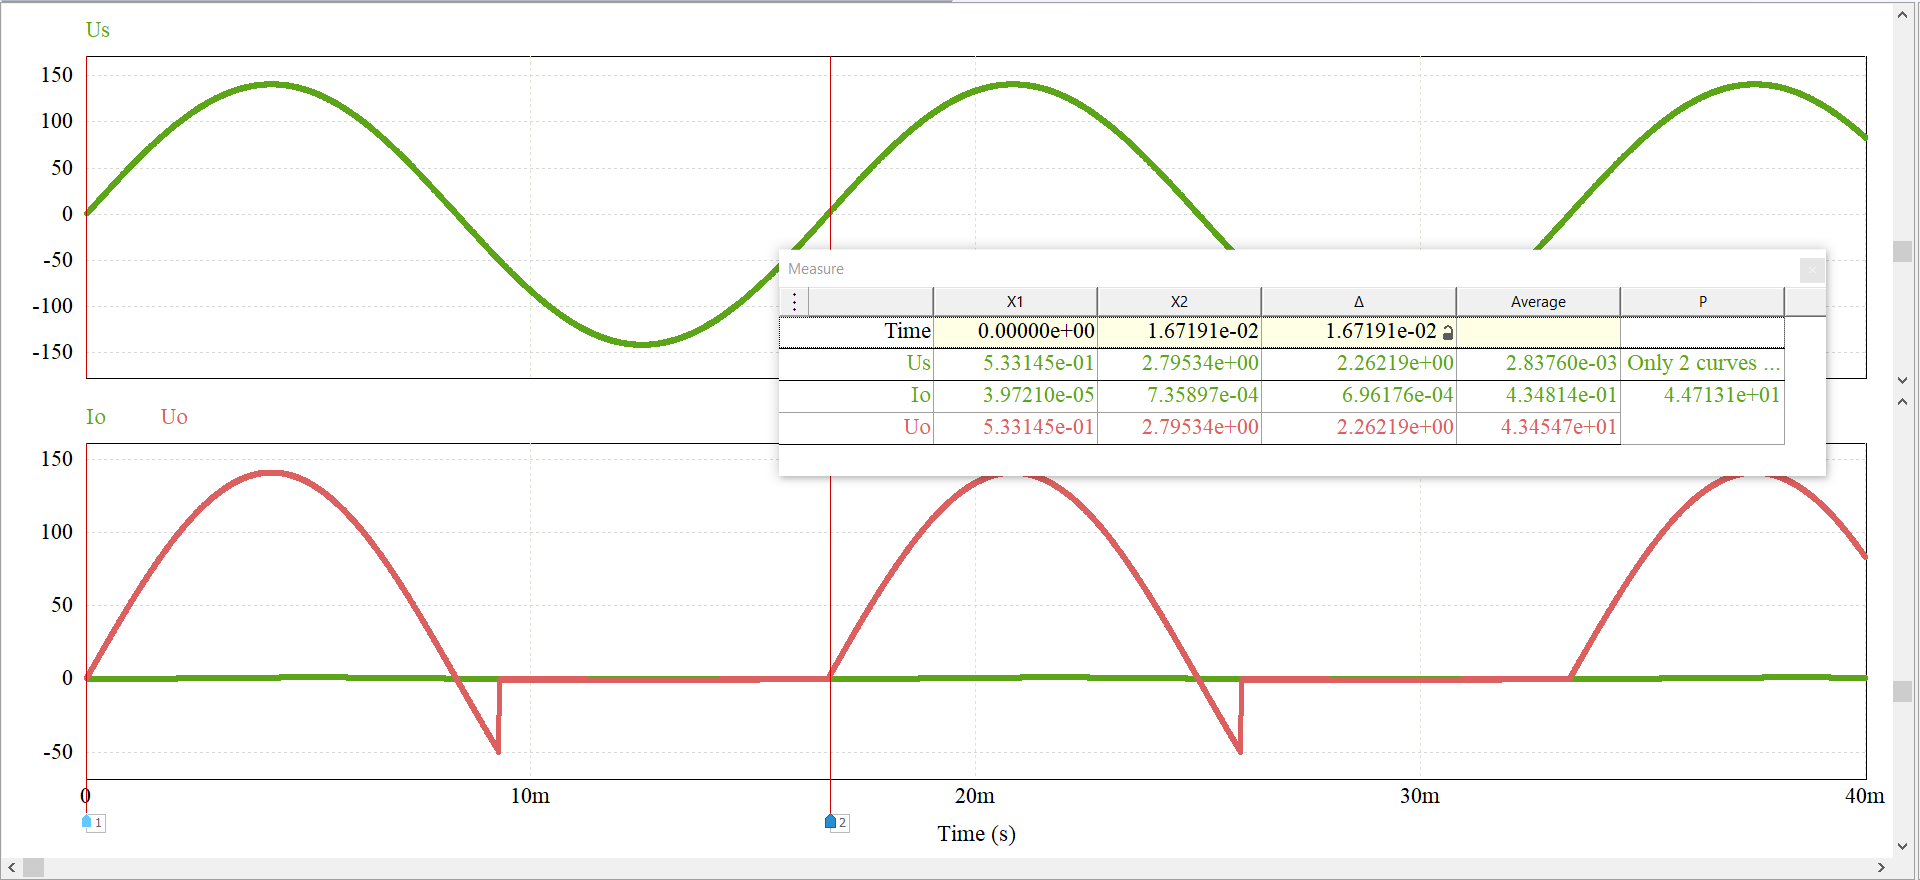 Us
150
100
50
0
-50
-100
-150
Measure
X1 X2 Δ Average P
Time 0.00000e+00 1.67191e-02 1.67191e-02
Us 5.33145e-01 2.79534e+00 2.26219e+00 2.83760e-03 Only 2 curves ...
Io 3.97210e-05 7.35897e-04 6.96176e-04 4.34814e-01 4.47131e+01
Uo 5.33145e-01 2.79534e+00 2.26219e+00 4.34547e+01
Io Uo
150
100
50
0
-50
0 10m 20m 30m 40m
1 2
Time (s)